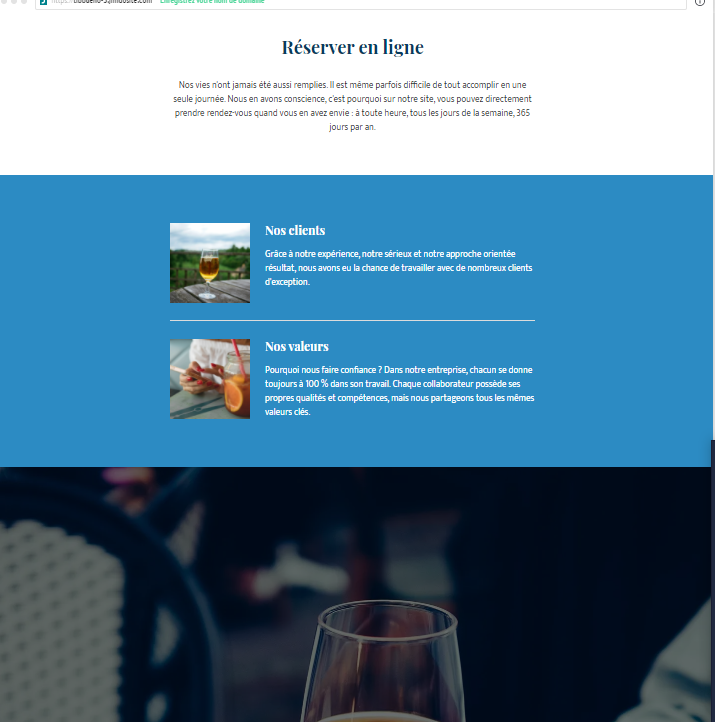 Enregistrez votre nom de domaine
Réserver en ligne
Nos vies n'ont jamais été aussi remplies. Il est même parfois difficile de tout accomplir en une
seule journée. Nous en avons conscience, c'est pourquoi sur notre site, vous pouvez directement
prendre rendez-vous quand vous en avez envie : à toute heure, tous les jours de la semaine, 365
jours par an.
Nos clients
Grâce à notre expérience, notre sérieux et notre approche orientée
résultat, nous avons eu la chance de travailler avec de nombreux clients
d'exception.
Nos valeurs
Pourquoi nous faire confiance ? Dans notre entreprise, chacun se donne
toujours à 100 % dans son travail. Chaque collaborateur possède ses
propres qualités et compétences, mais nous partageons tous les mêmes
valeurs clés.